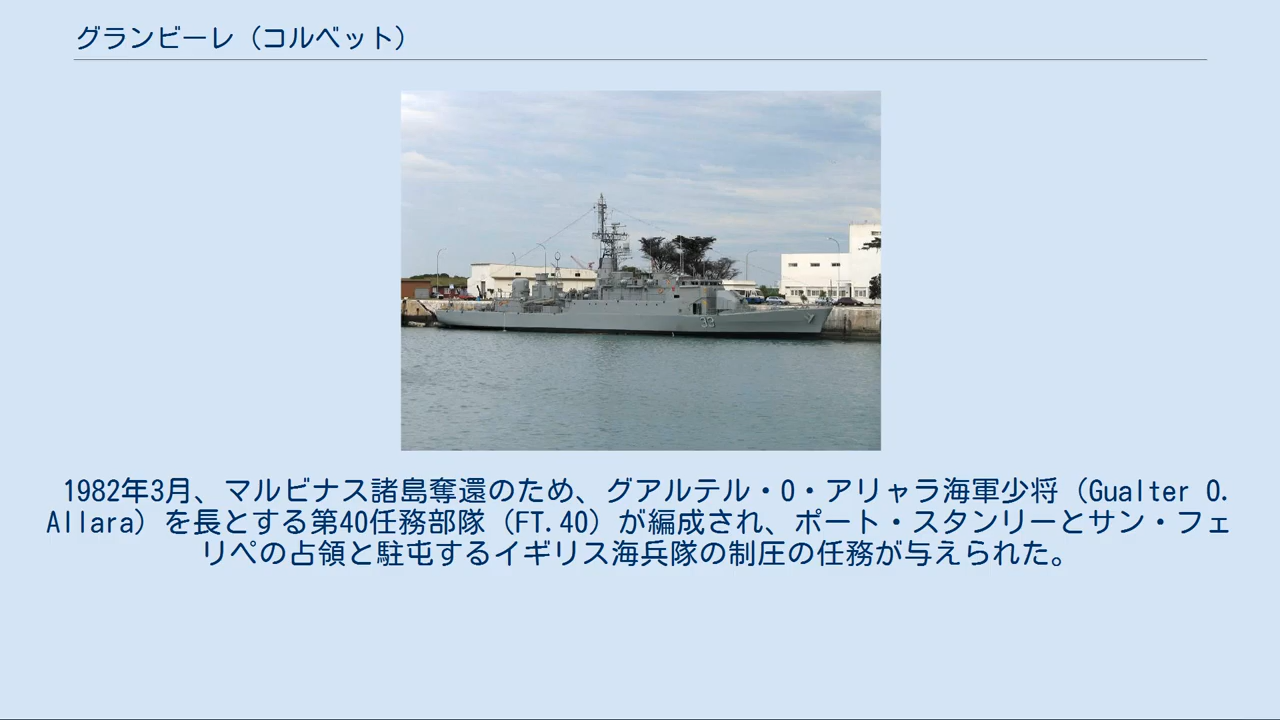 グランビーレ（コルベット）
33
1982年3月、マルビナス諸島奪還のため、グアルテル・O・アリャラ海軍少将（Gualter O.
Allara）を長とする第40任務部隊（FT.40）が編成され、ポート・スタンリーとサン・フェ
リペの占領と駐屯するイギリス海兵隊の制圧の任務が与えられた。